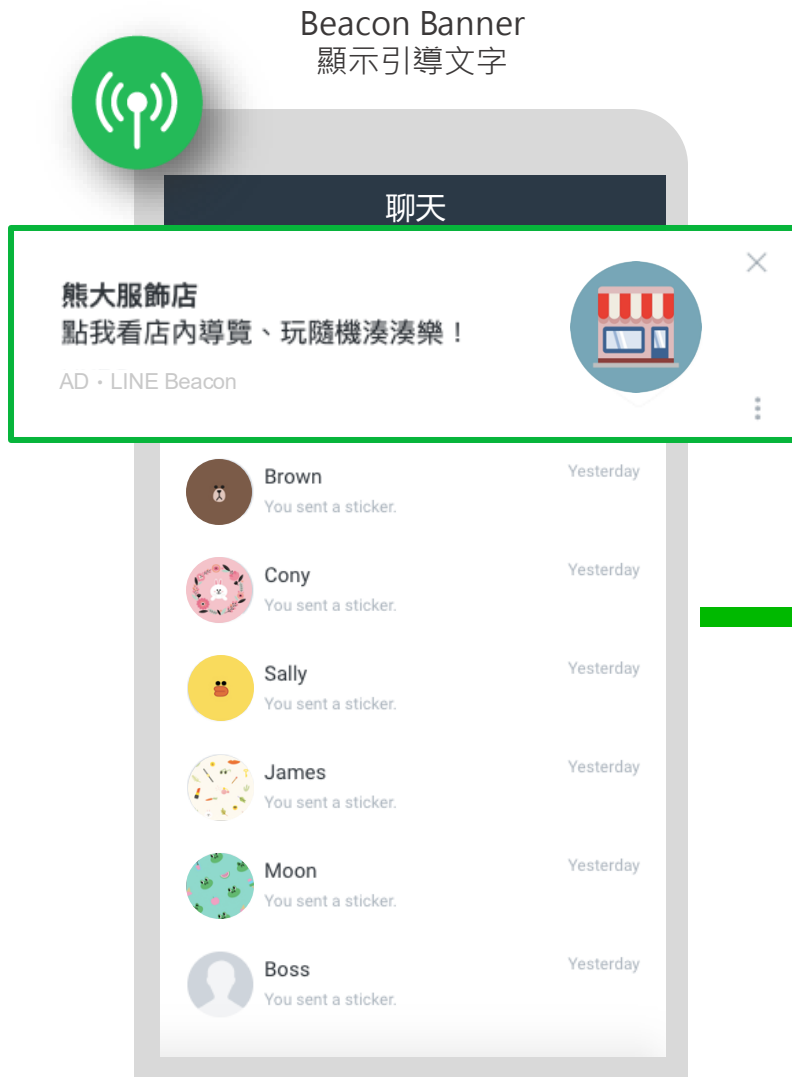 Beacon Banner
顯示引導文字
聊天
熊大服飾店
點我看店內導覽、玩隨機湊湊樂！
AD・LINE Beacon
Brown
Yesterday
You sent a sticker.
Cony
Yesterday
You sent a sticker.
Sally
Yesterday
You sent a sticker.
James
Yesterday
You sent a sticker.
Moon
Yesterday
You sent a sticker.
Boss
Yesterday
You sent a sticker.